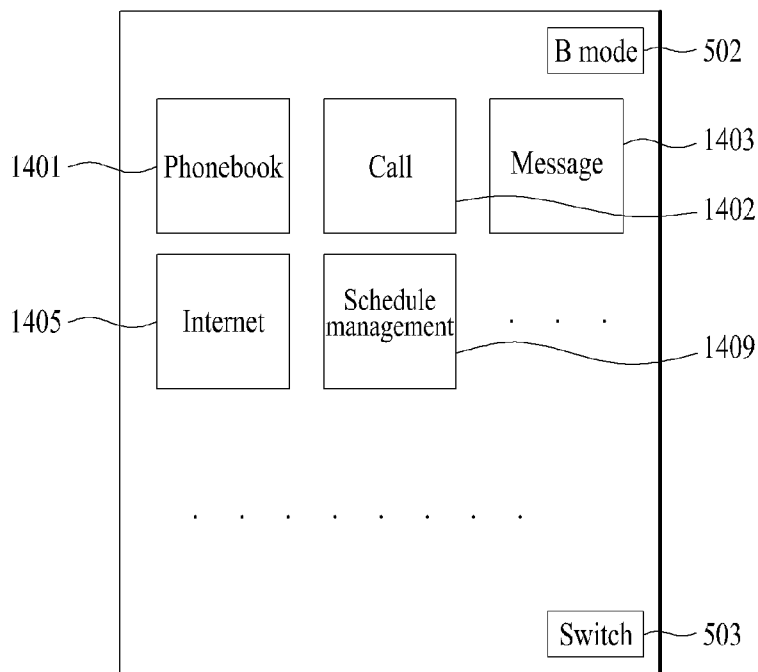 B mode
502
1401
Phonebook
Call
Message
1403
1402
1405
Internet
Schedule
management
. . .
1409
. . . . . . . .
Switch
503